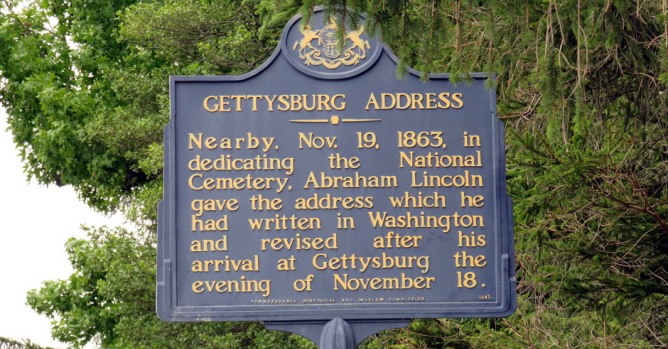 GETTYSBURG ADDRESS
Nearby, Nov. 19, 1863, in
dedicating the National
Cemetery, Abraham Lincoln
gave the address which he
had written in Washington
and revised after his
arrival at Gettysburg the
evening of November 18.
PENNSYLVANIA HISTORICAL AND MUSEUM COMMISSION